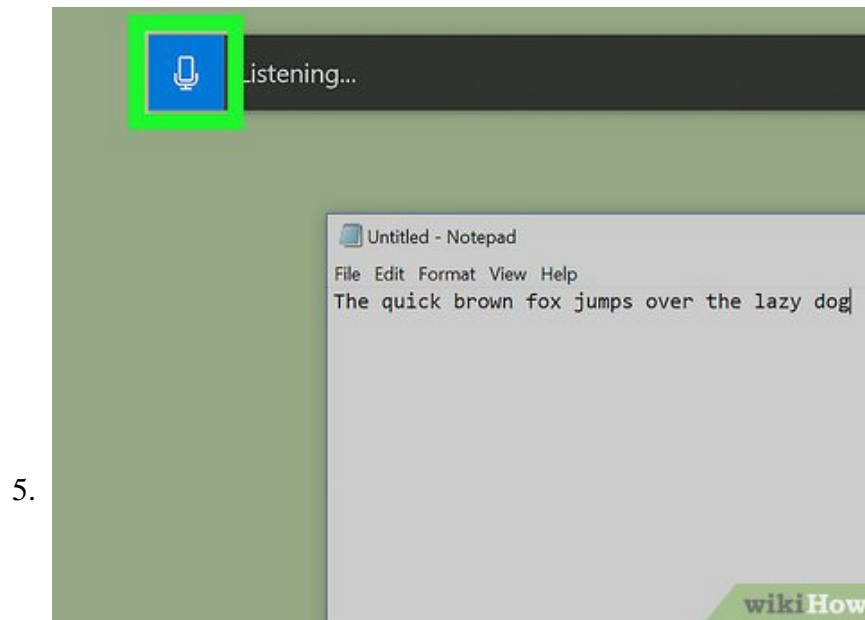 Listening...
Untitled - Notepad
File Edit Format View Help
The quick brown fox jumps over the lazy dog
5.
wikiHow